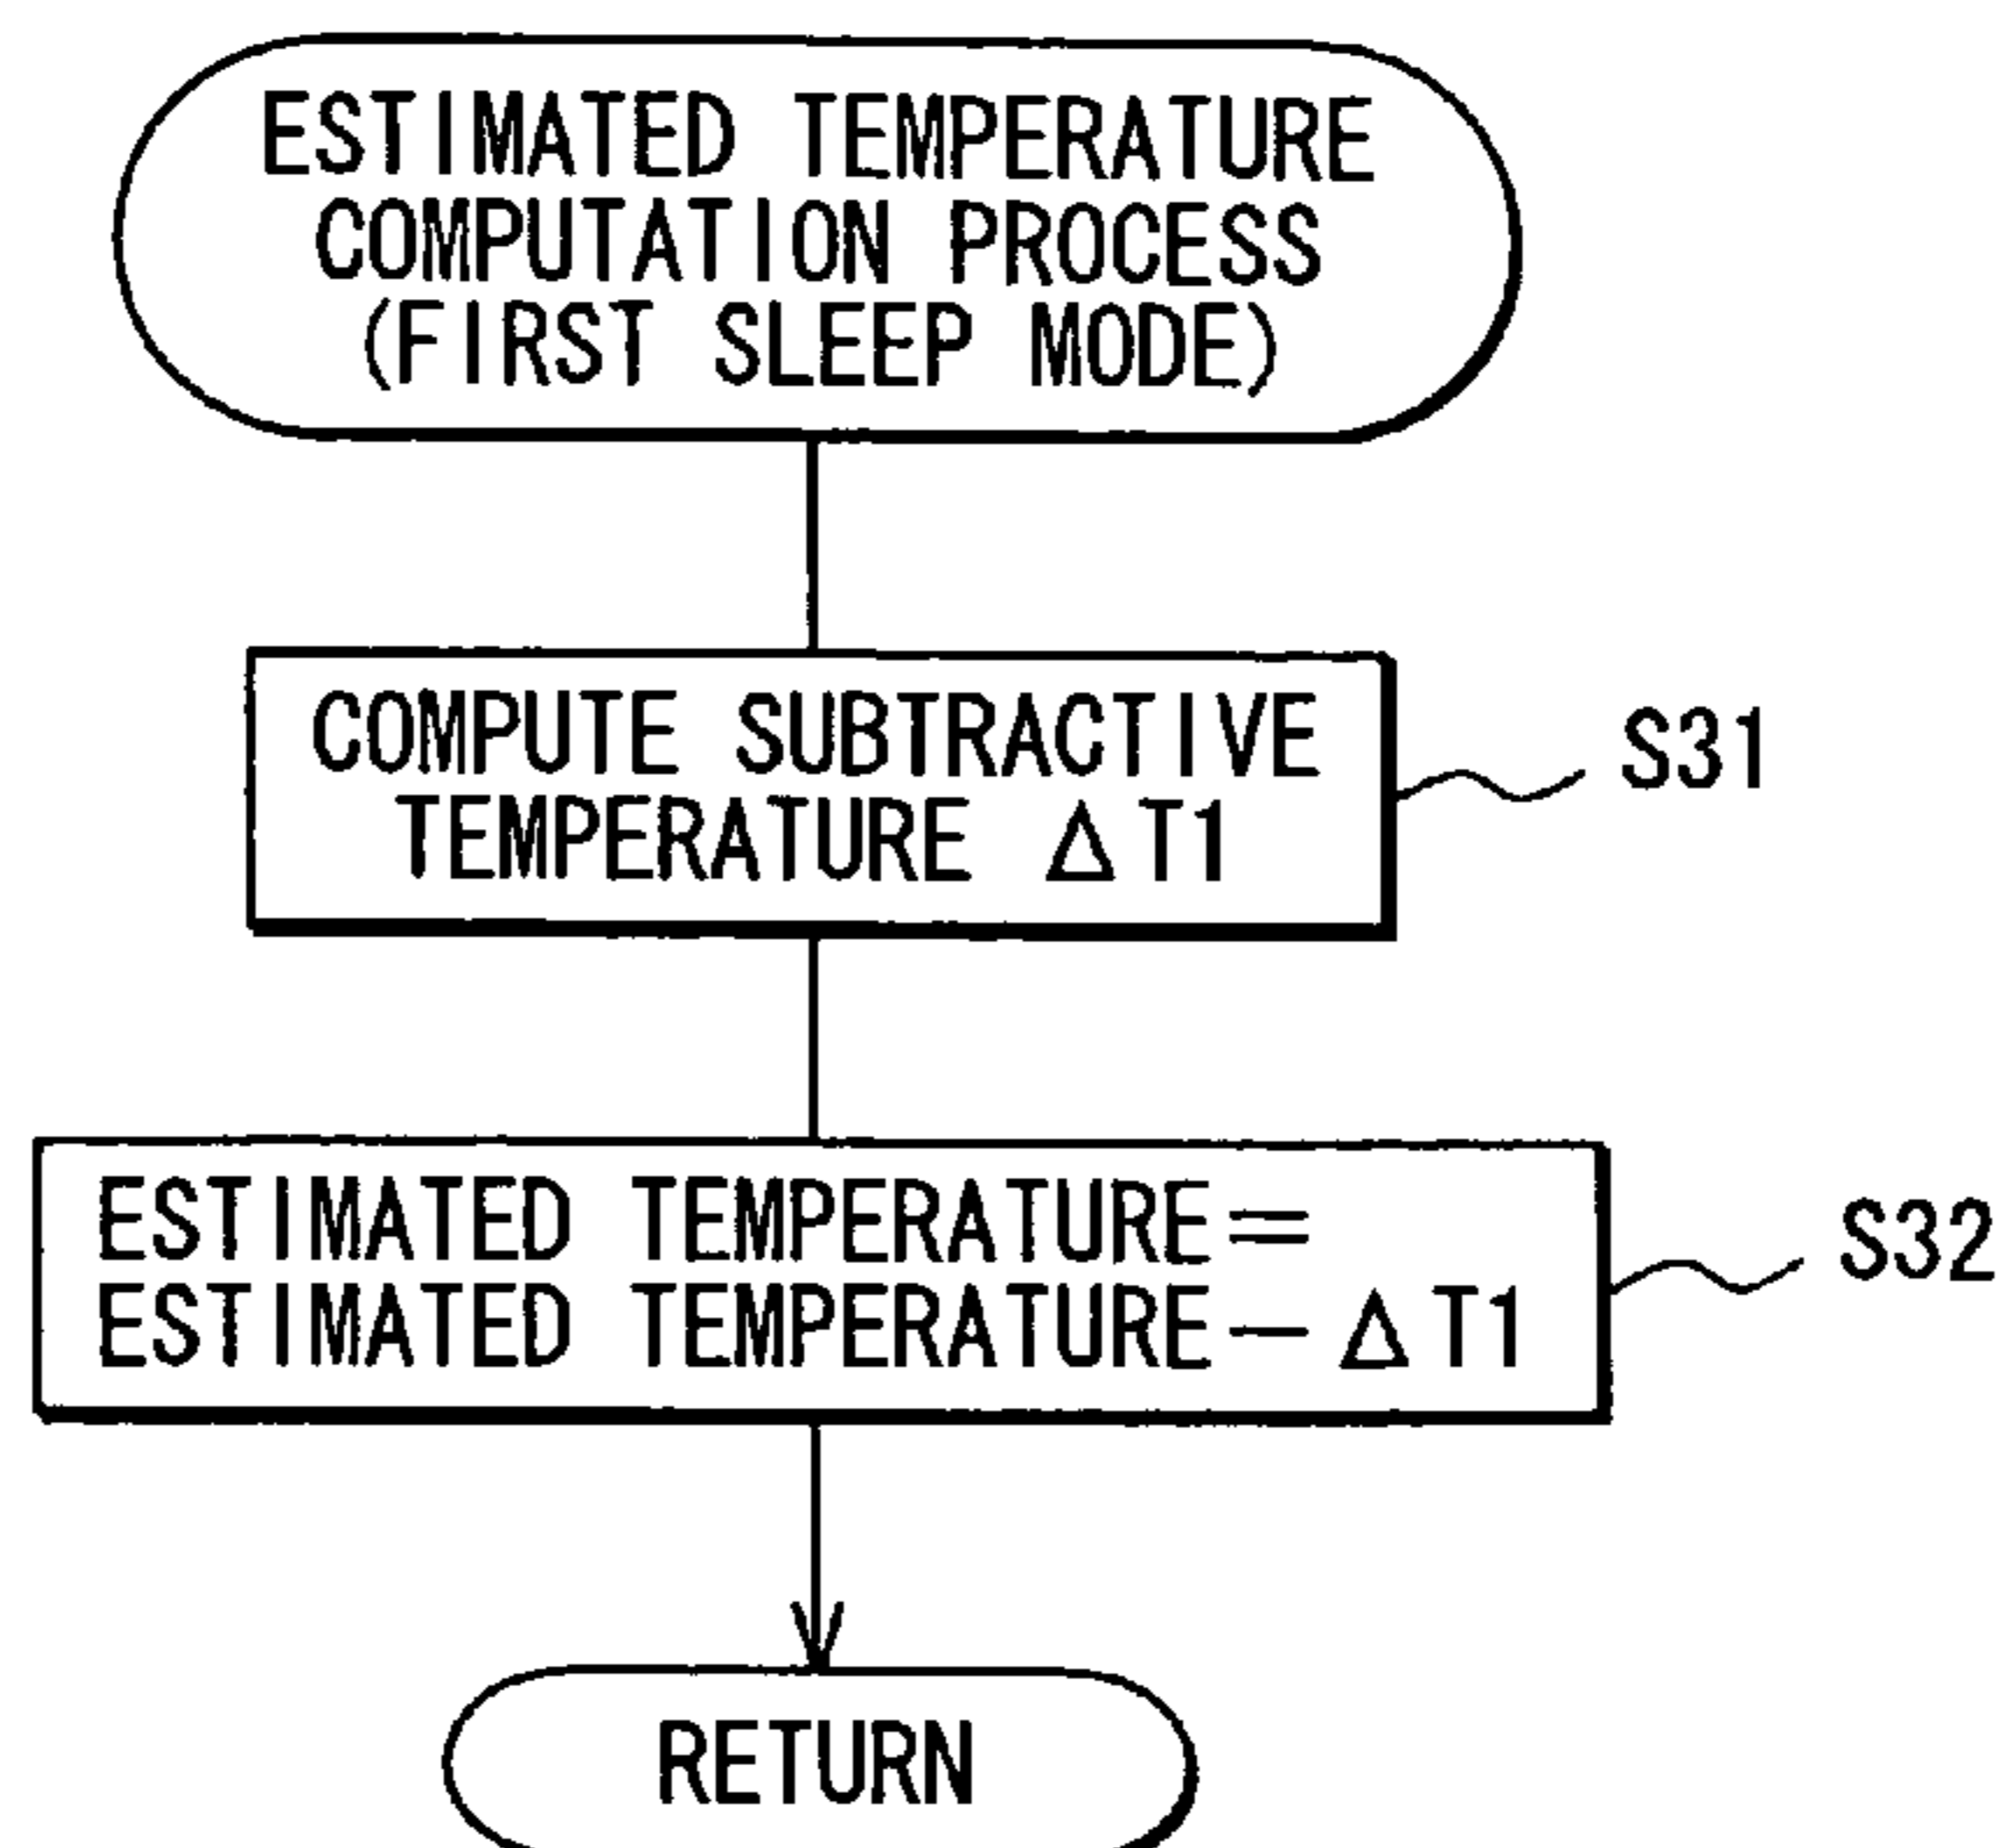 ESTIMATED TEMPERATURE
COMPUTATION PROCESS
(FIRST SLEEP MODE)
COMPUTE SUBTRACTIVE
TEMPERATURE ΔT1
S31
ESTIMATED TEMPERATURE=
ESTIMATED TEMPERATURE−ΔT1
S32
RETURN